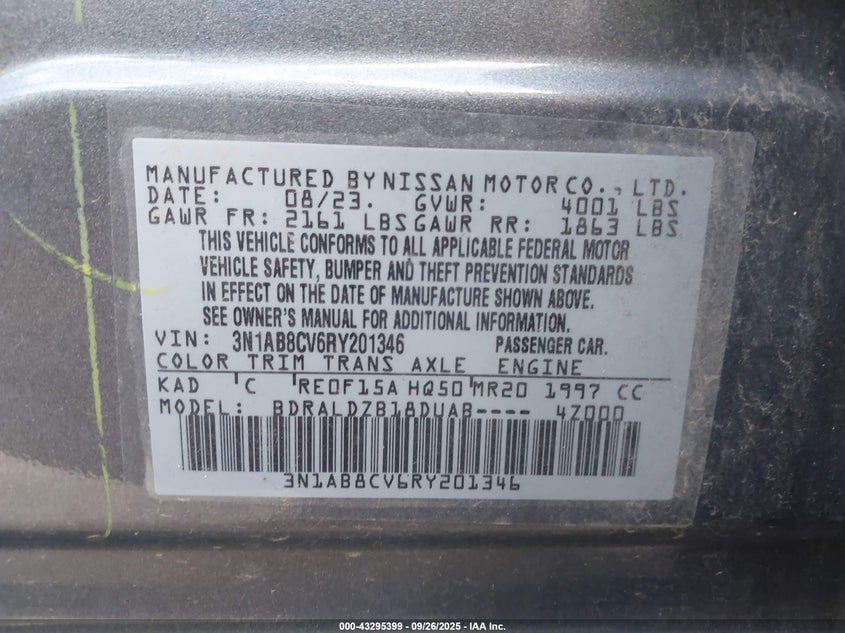 MANUFACTURED BY NISSAN MOTOR CO., LTD.
DATE: 08/23. GVWR: 4001 LBS
GAWR FR: 2161 LBS GAWR RR: 1863 LBS
THIS VEHICLE CONFORMS TO ALL APPLICABLE FEDERAL MOTOR
VEHICLE SAFETY, BUMPER AND THEFT PREVENTION STANDARDS
IN EFFECT ON THE DATE OF MANUFACTURE SHOWN ABOVE.
SEE OWNER'S MANUAL FOR ADDITIONAL INFORMATION.
VIN: 3N1AB8CV6RY201346 PASSENGER CAR.
COLOR TRIM TRANS AXLE ENGINE
KAD 'C 'RE0F15A HQ50'MR20 1997 CC
MODEL: BDRALDZB18DUAB---- 4Z000
3N1AB8CV6RY201346
000-43295399 - 09/26/2025 - IAA Inc.